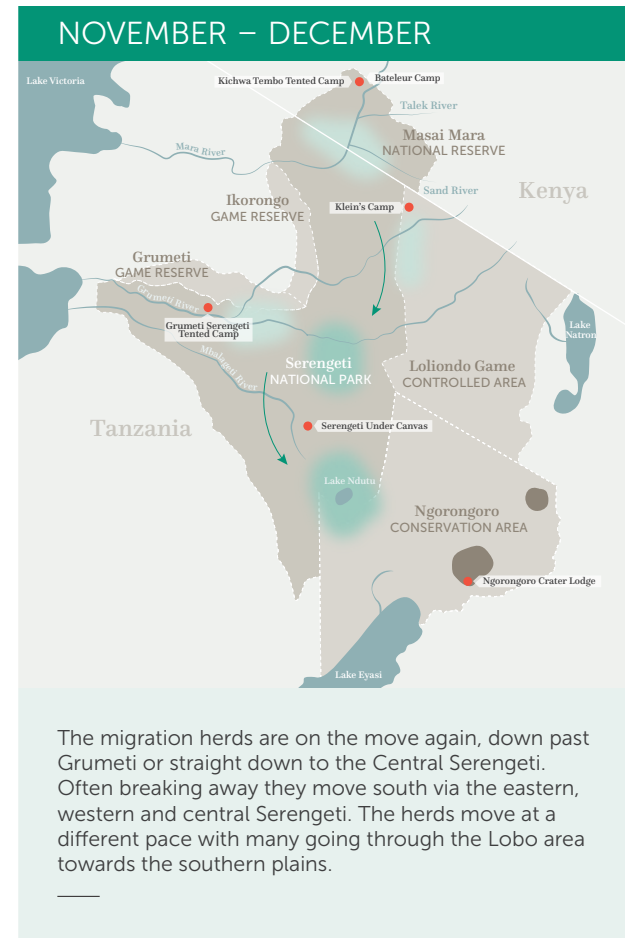 NOVEMBER – DECEMBER
Lake Victoria
Kichwa Tembo Tented Camp
Bateleur Camp
Talek River
Masai Mara
NATIONAL RESERVE
Mara River
Sand River
Kenya
Ikorongo
GAME RESERVE
Klein's Camp
Grumeti
GAME RESERVE
Grumeti River
Grumeti Serengeti
Tented Camp
Lake
Natron
Mbalageti River
Serengeti
NATIONAL PARK
Loliondo Game
CONTROLLED AREA
Tanzania
Serengeti Under Canvas
Lake Ndutu
Ngorongoro
CONSERVATION AREA
Ngorongoro Crater Lodge
Lake Eyasi
The migration herds are on the move again, down past
Grumeti or straight down to the Central Serengeti.
Often breaking away they move south via the eastern,
western and central Serengeti. The herds move at a
different pace with many going through the Lobo area
towards the southern plains.